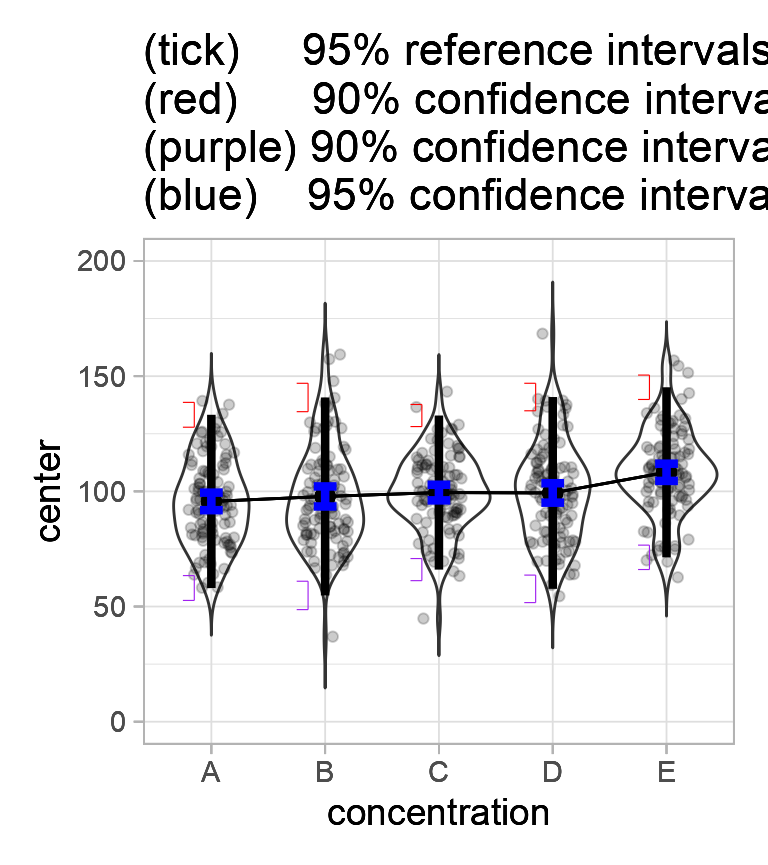 (tick) 95% reference intervals
(red) 90% confidence interva
(purple) 90% confidence interva
(blue) 95% confidence interva
200
150
100
50
0
center
A B C D E
concentration